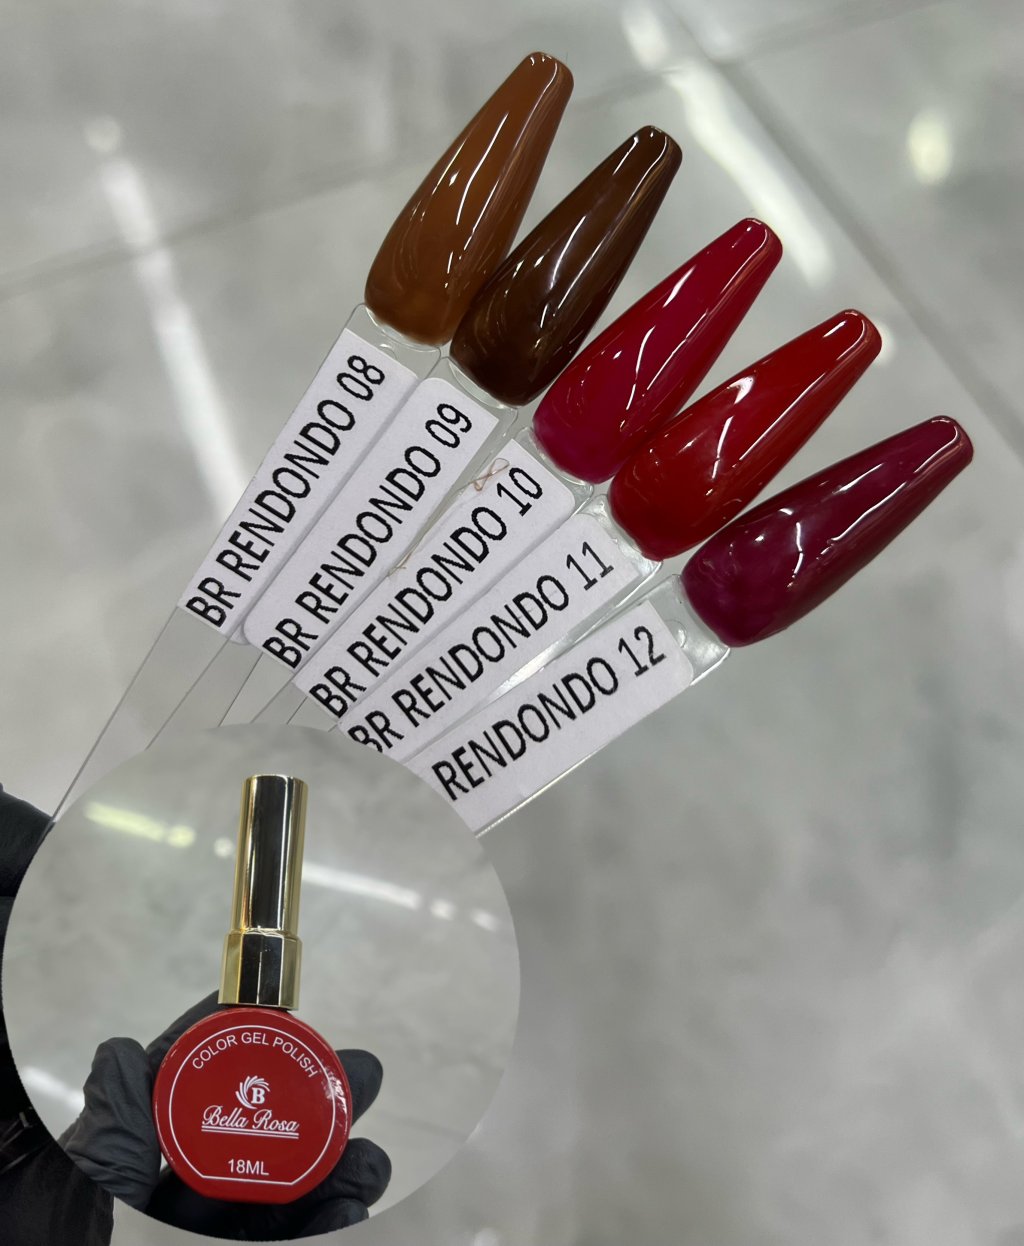 BR RENDONDO 08
BR RENDONDO 09
BR RENDONDO 10
BR RENDONDO 11
RENDONDO 12
COLOR GEL POLISH
B
Bella Rosa
18ML